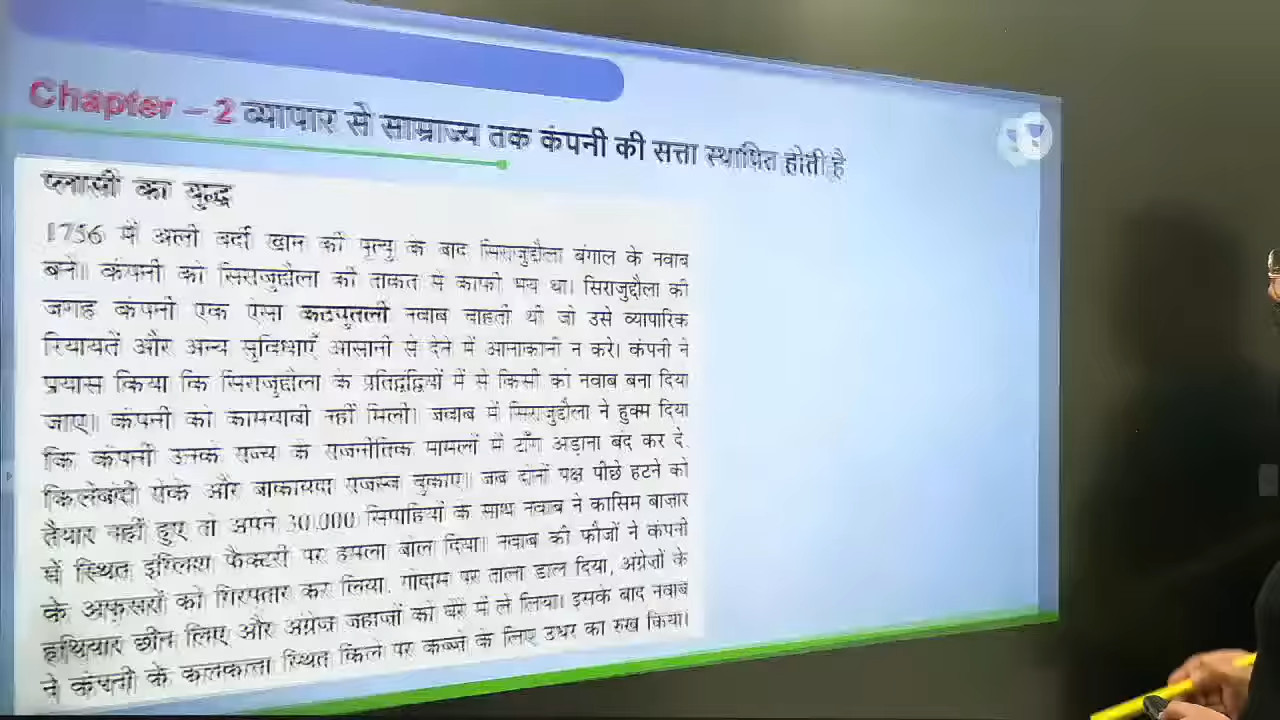 Chapter – 2 व्यापार से साम्राज्य तक कंपनी की सत्ता स्थापित होती है
प्लासी का युद्ध
1756 में अली वर्दी खान की मृत्यु के बाद सिराजुद्दौला बंगाल के नवाब
बने। कंपनी को सिराजुद्दौला की ताकत से काफी भय था। सिराजुद्दौला की
जगह कंपनी एक ऐसा कठपुतली नवाब चाहती थी जो उसे व्यापारिक
रियायतें और अन्य सुविधाएँ आसानी से देने में आनाकानी न करे। कंपनी ने
प्रयास किया कि सिराजुद्दौला के प्रतिद्वंद्वियों में से किसी को नवाब बना दिया
जाए। कंपनी को कामयाबी नहीं मिली। जवाब में सिराजुद्दौला ने हुक्म दिया
कि कंपनी उनके राज्य के राजनीतिक मामलों में टाँग अड़ाना बंद कर दे,
किलेबंदी रोके और बाकायदा राजस्व चुकाए। जब दोनों पक्ष पीछे हटने को
तैयार नहीं हुए तो अपने 30,000 सिपाहियों के साथ नवाब ने कासिम बाज़ार
में स्थित इंग्लिश फैक्टरी पर हमला बोल दिया। नवाब की फ़ौजों ने कंपनी
के अफ़सरों को गिरफ्तार कर लिया, गोदाम पर ताला डाल दिया, अंग्रेज़ों के
हथियार छीन लिए और अंग्रेज़ जहाज़ों को घेरे में ले लिया। इसके बाद नवाब
ने कंपनी के कलकत्ता स्थित किले पर कब्ज़े के लिए उधर का रुख किया।